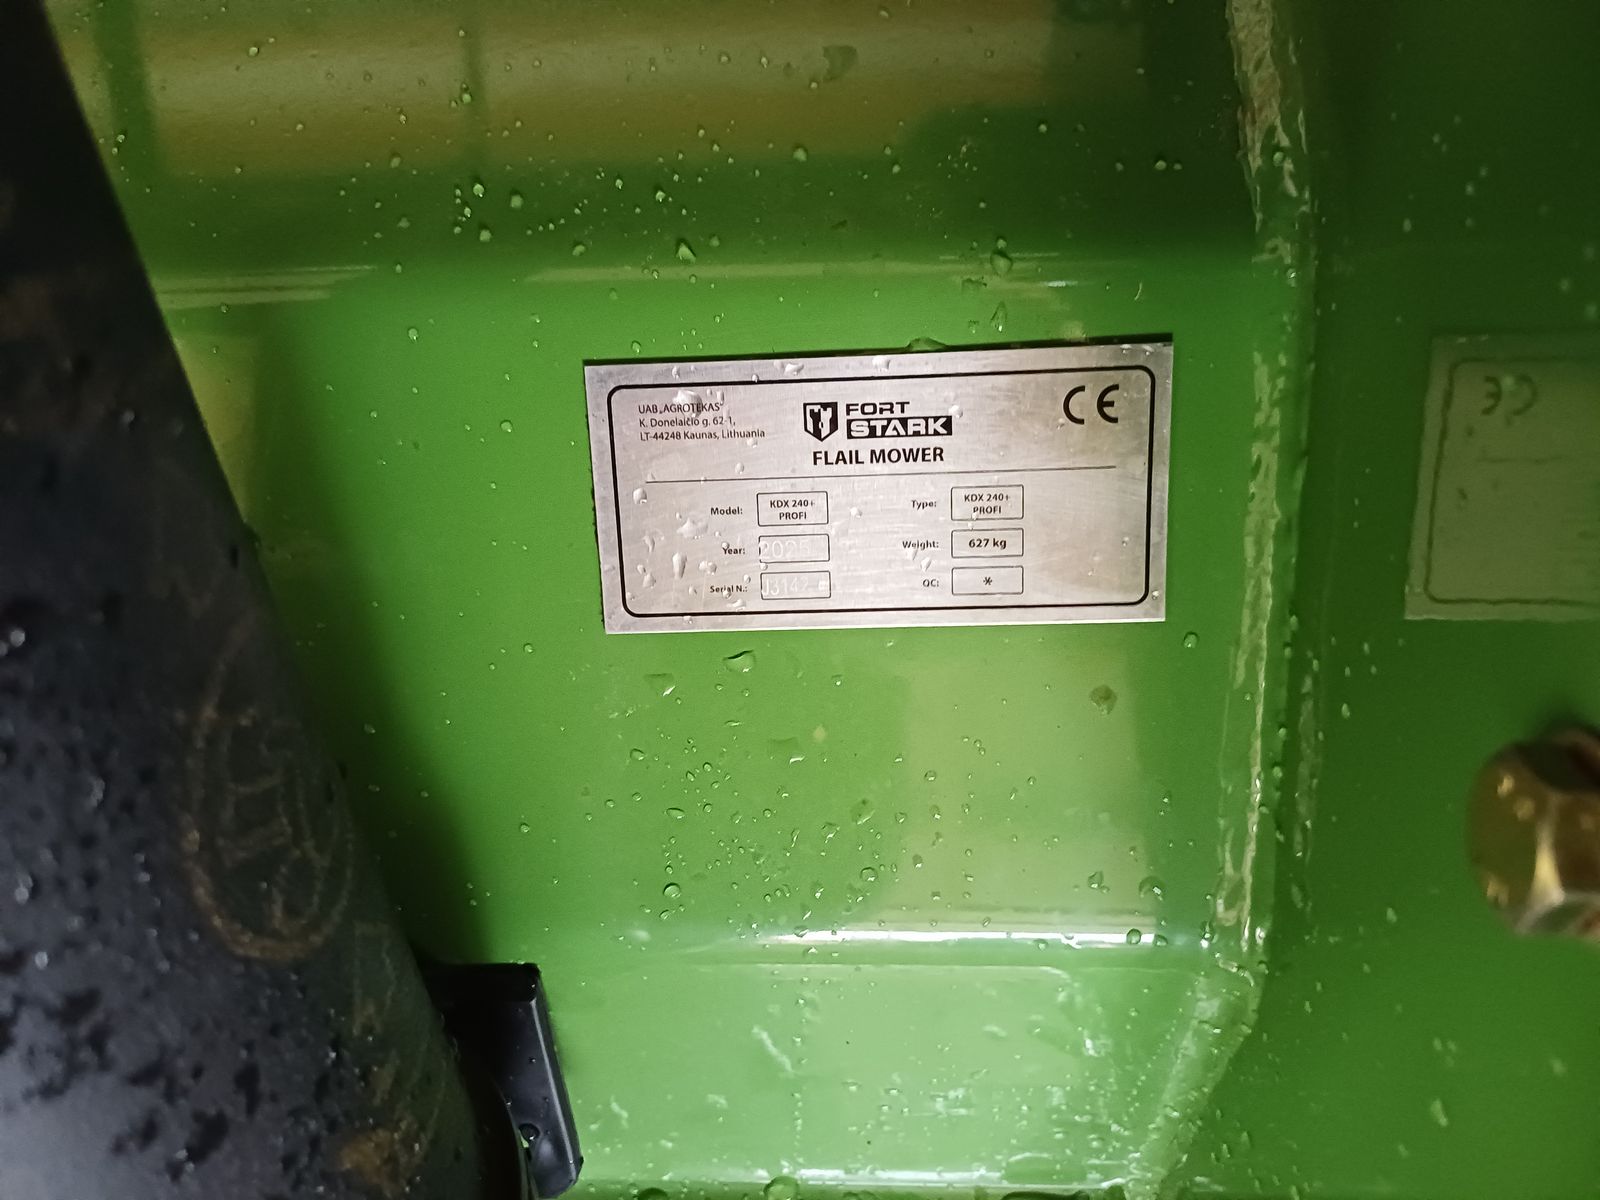 UAB „AGROTEKAS"
K. Donelaičio g. 62-1,
LT-44248 Kaunas, Lithuania
FORT
STARK
CE
FLAIL MOWER
Model: KDX 240+ PROFI
Type: KDX 240+ PROFI
Year:
Weight: 627 kg
Serial N.:
QC: *